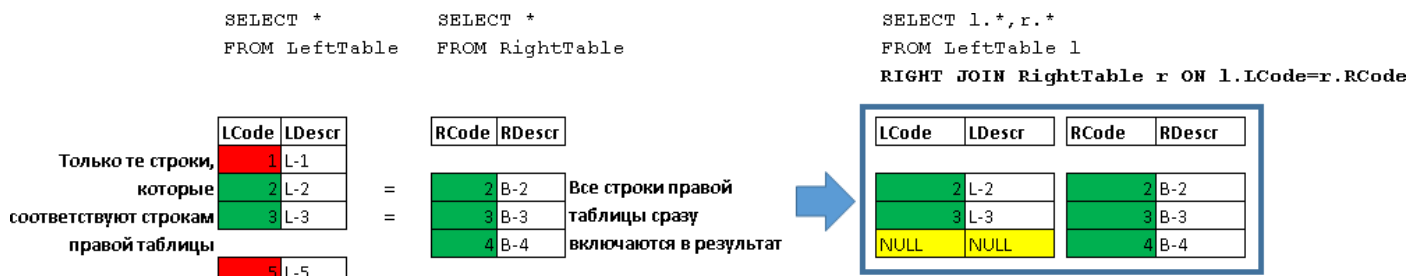 SELECT * SELECT * SELECT l.*,r.*
FROM LeftTable FROM RightTable FROM LeftTable l
RIGHT JOIN RightTable r ON l.LCode=r.RCode
LCode LDescr RCode RDescr LCode LDescr RCode RDescr
Только те строки, 1 L-1
которые 2 L-2 = 2 B-2 Все строки правой 2 L-2 2 B-2
соответствуют строкам 3 L-3 = 3 B-3 таблицы сразу 3 L-3 3 B-3
правой таблицы 4 B-4 включаются в результат NULL NULL 4 B-4
5 L-5